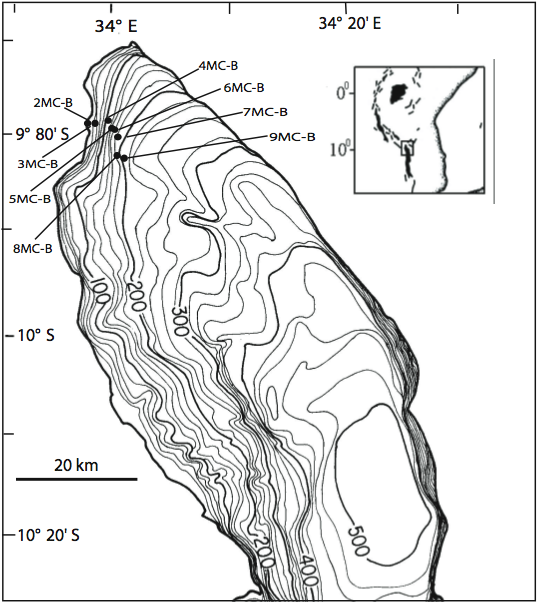 34° E
34° 20' E
4MC-B
6MC-B
2MC-B
7MC-B
9° 80' S
9MC-B
3MC-B
5MC-B
8MC-B
0°
10°
100
200
300
10° S
20 km
500
10° 20' S
200
400